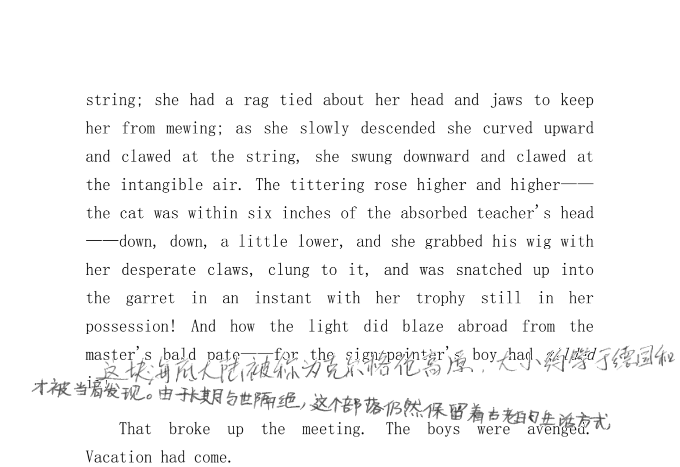 string; she had a rag tied about her head and jaws to keep
her from mewing; as she slowly descended she curved upward
and clawed at the string, she swung downward and clawed at
the intangible air. The tittering rose higher and higher——
the cat was within six inches of the absorbed teacher's head
——down, down, a little lower, and she grabbed his wig with
her desperate claws, clung to it, and was snatched up into
the garret in an instant with her trophy still in her
possession! And how the light did blaze abroad from the
master's bald pate——for the sign painter's boy had
这块海底大陆被称为克尔格伦高原，大小约等于德国和
才被当局发现。由于长期与世隔绝，这个部落仍然保留着古老的生活方式
That broke up the meeting. The boys were avenged.
Vacation had come.